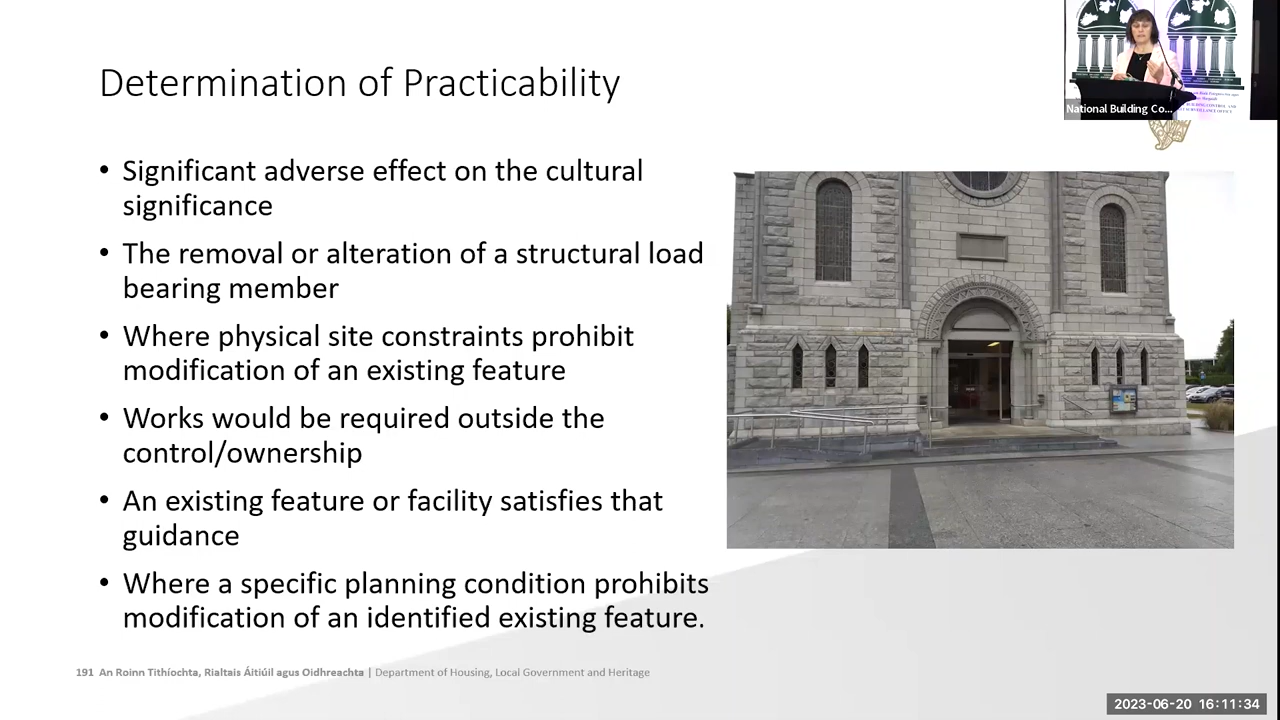 Determination of Practicability
National Building Co...
• Significant adverse effect on the cultural
significance
• The removal or alteration of a structural load
bearing member
• Where physical site constraints prohibit
modification of an existing feature
• Works would be required outside the
control/ownership
• An existing feature or facility satisfies that
guidance
• Where a specific planning condition prohibits
modification of an identified existing feature.
191 An Roinn Tithíochta, Rialtais Áitiúil agus Oidhreachta | Department of Housing, Local Government and Heritage
2023-06-20 16:11:34